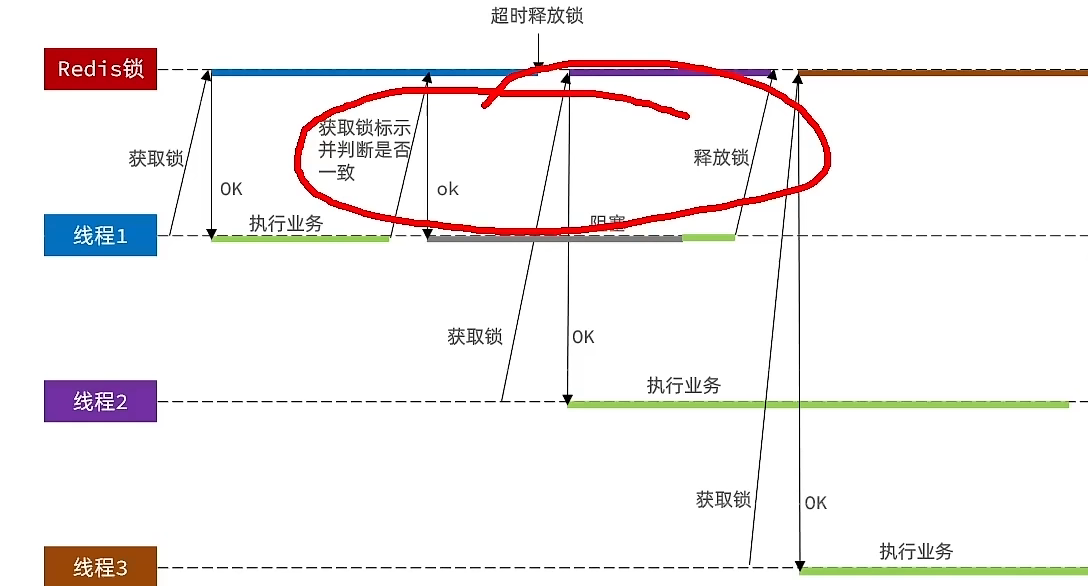 超时释放锁
Redis锁
获取锁
OK
获取锁标示
并判断是否
一致
ok
释放锁
线程1
执行业务
阻塞
获取锁
OK
线程2
执行业务
获取锁
OK
线程3
执行业务